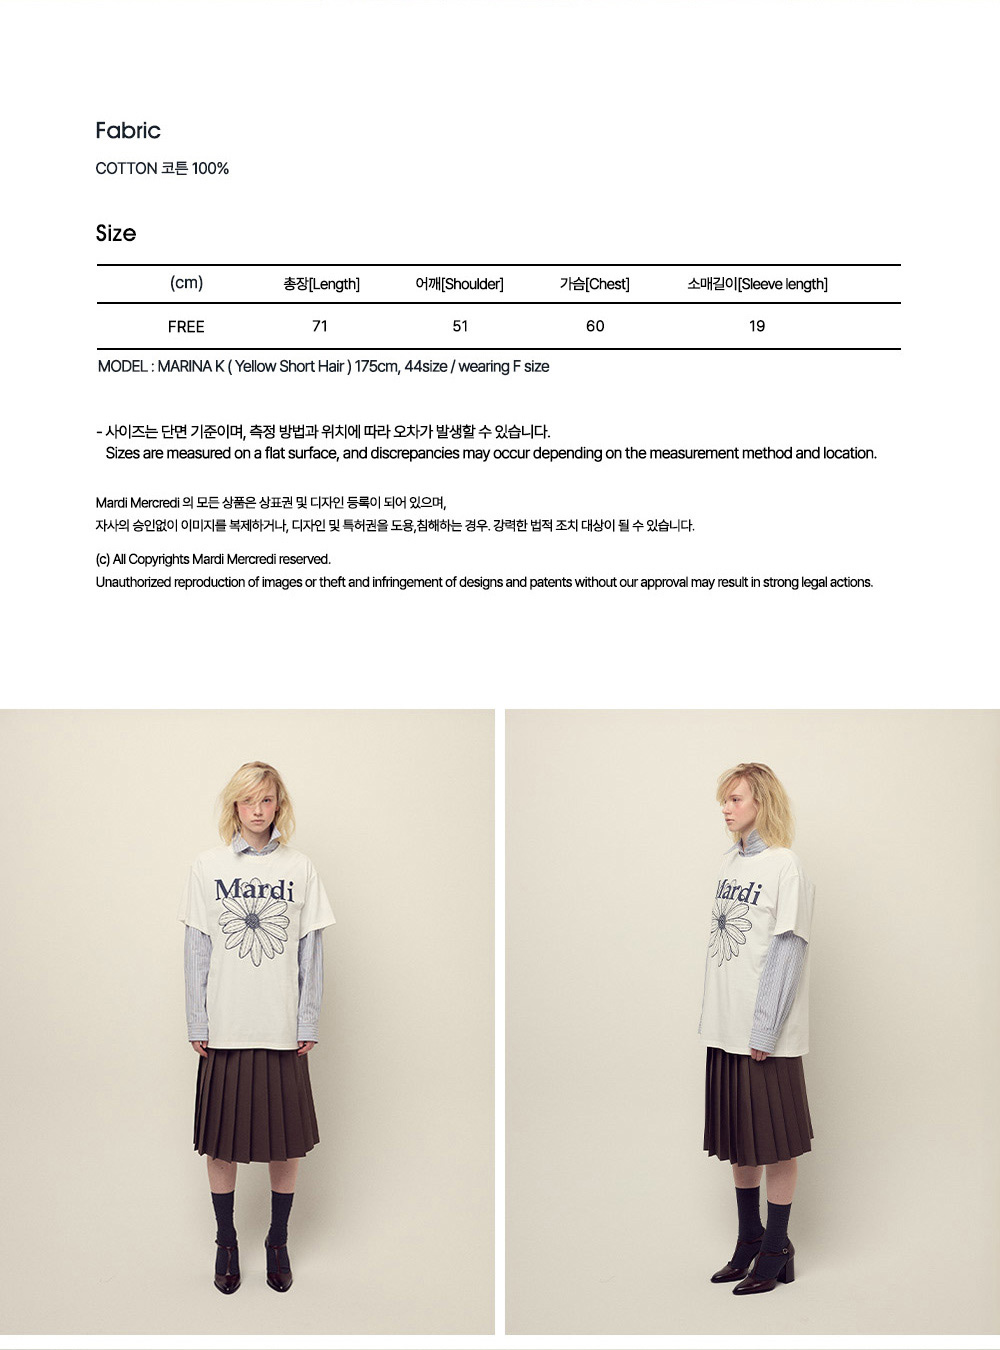 Fabric
COTTON 코튼 100%
Size
(cm) 총장[Length] 어깨[Shoulder] 가슴[Chest] 소매길이[Sleeve length]
FREE 71 51 60 19
MODEL : MARINA K ( Yellow Short Hair ) 175cm, 44size / wearing F size
- 사이즈는 단면 기준이며, 측정 방법과 위치에 따라 오차가 발생할 수 있습니다.
Sizes are measured on a flat surface, and discrepancies may occur depending on the measurement method and location.
Mardi Mercredi 의 모든 상품은 상표권 및 디자인 등록이 되어 있으며,
자사의 승인없이 이미지를 복제하거나, 디자인 및 특허권을 도용,침해하는 경우. 강력한 법적 조치 대상이 될 수 있습니다.
(c) All Copyrights Mardi Mercredi reserved.
Unauthorized reproduction of images or theft and infringement of designs and patents without our approval may result in strong legal actions.
Mardi
Mardi